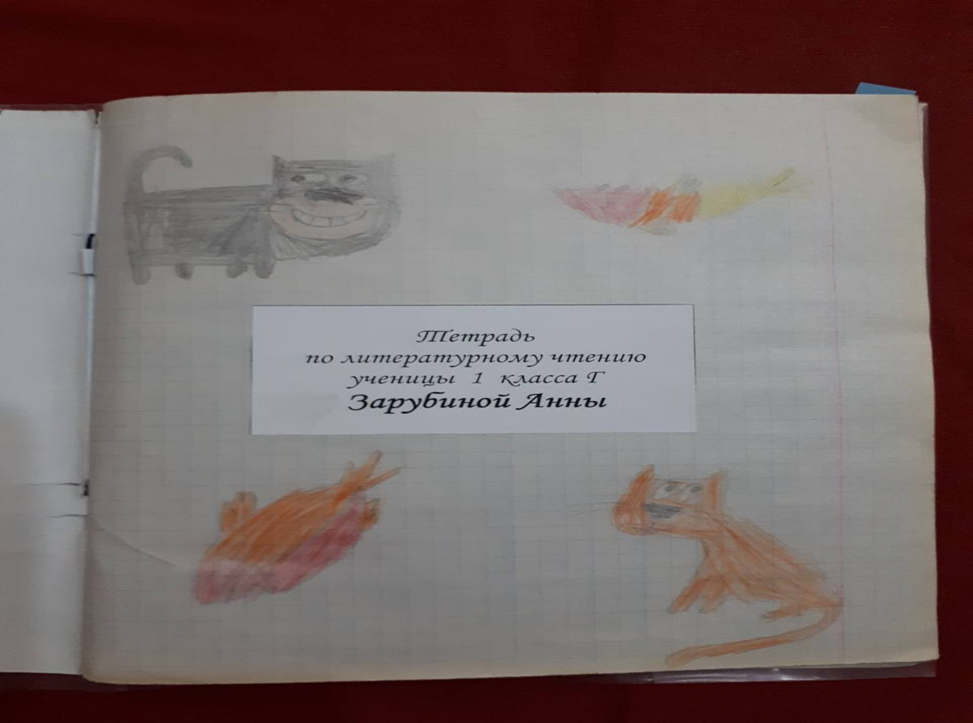 Тетрадь
по литературному чтению
ученицы 1 класса Г
Зарубиной Анны